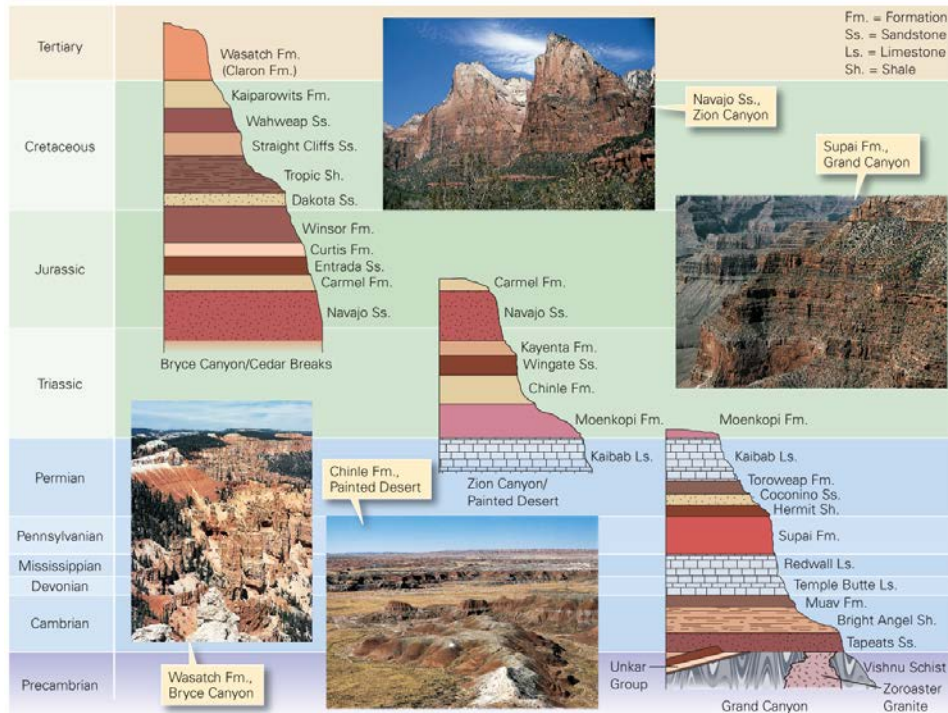 Tertiary
Cretaceous
Jurassic
Triassic
Permian
Pennsylvanian
Mississippian
Devonian
Cambrian
Precambrian
Wasatch Fm.
(Claron Fm.)
Kaiparowits Fm.
Wahweap Ss.
Straight Cliffs Ss.
Tropic Sh.
Dakota Ss.
Winsor Fm.
Curtis Fm.
Entrada Ss.
Carmel Fm.
Navajo Ss.
Bryce Canyon/Cedar Breaks
Fm. = Formation
Ss. = Sandstone
Ls. = Limestone
Sh. = Shale
Navajo Ss.,
Zion Canyon
Supai Fm.,
Grand Canyon
Carmel Fm.
Navajo Ss.
Kayenta Fm.
Wingate Ss.
Chinle Fm.
Moenkopi Fm.
Kaibab Ls.
Zion Canyon/
Painted Desert
Chinle Fm.,
Painted Desert
Wasatch Fm.,
Bryce Canyon
Moenkopi Fm.
Kaibab Ls.
Toroweap Fm.
Coconino Ss.
Hermit Sh.
Supai Fm.
Redwall Ls.
Temple Butte Ls.
Muav Fm.
Bright Angel Sh.
Tapeats Ss.
Unkar
Group
Vishnu Schist
Zoroaster
Granite
Grand Canyon